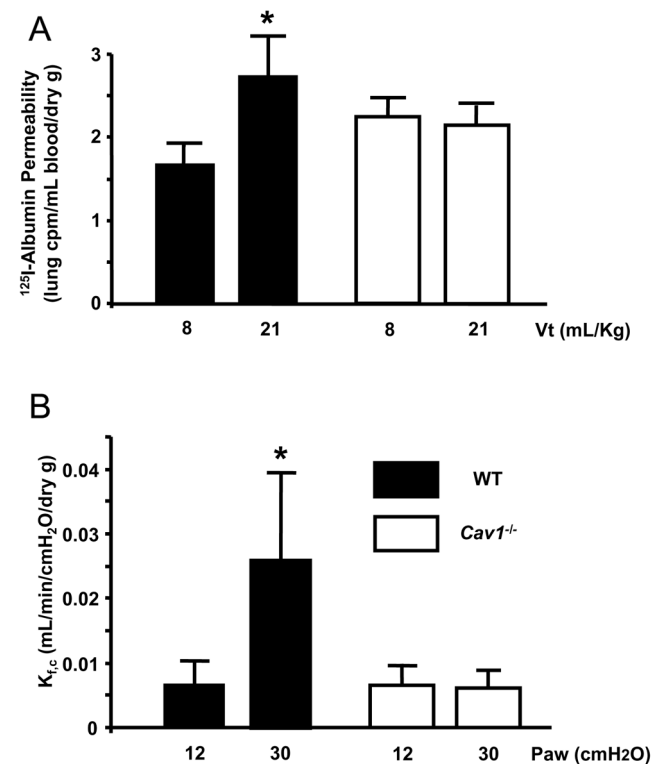 A
*
3
2
1
0
¹²⁵I-Albumin Permeability
(lung cpm/mL blood/dry g)
8 21 8 21 Vt (mL/Kg)
B
*
0.04
0.03
0.02
0.01
0
K_f,c (mL/min/cmH₂O/dry g)
WT
Cav1⁻/⁻
12 30 12 30 Paw (cmH2O)